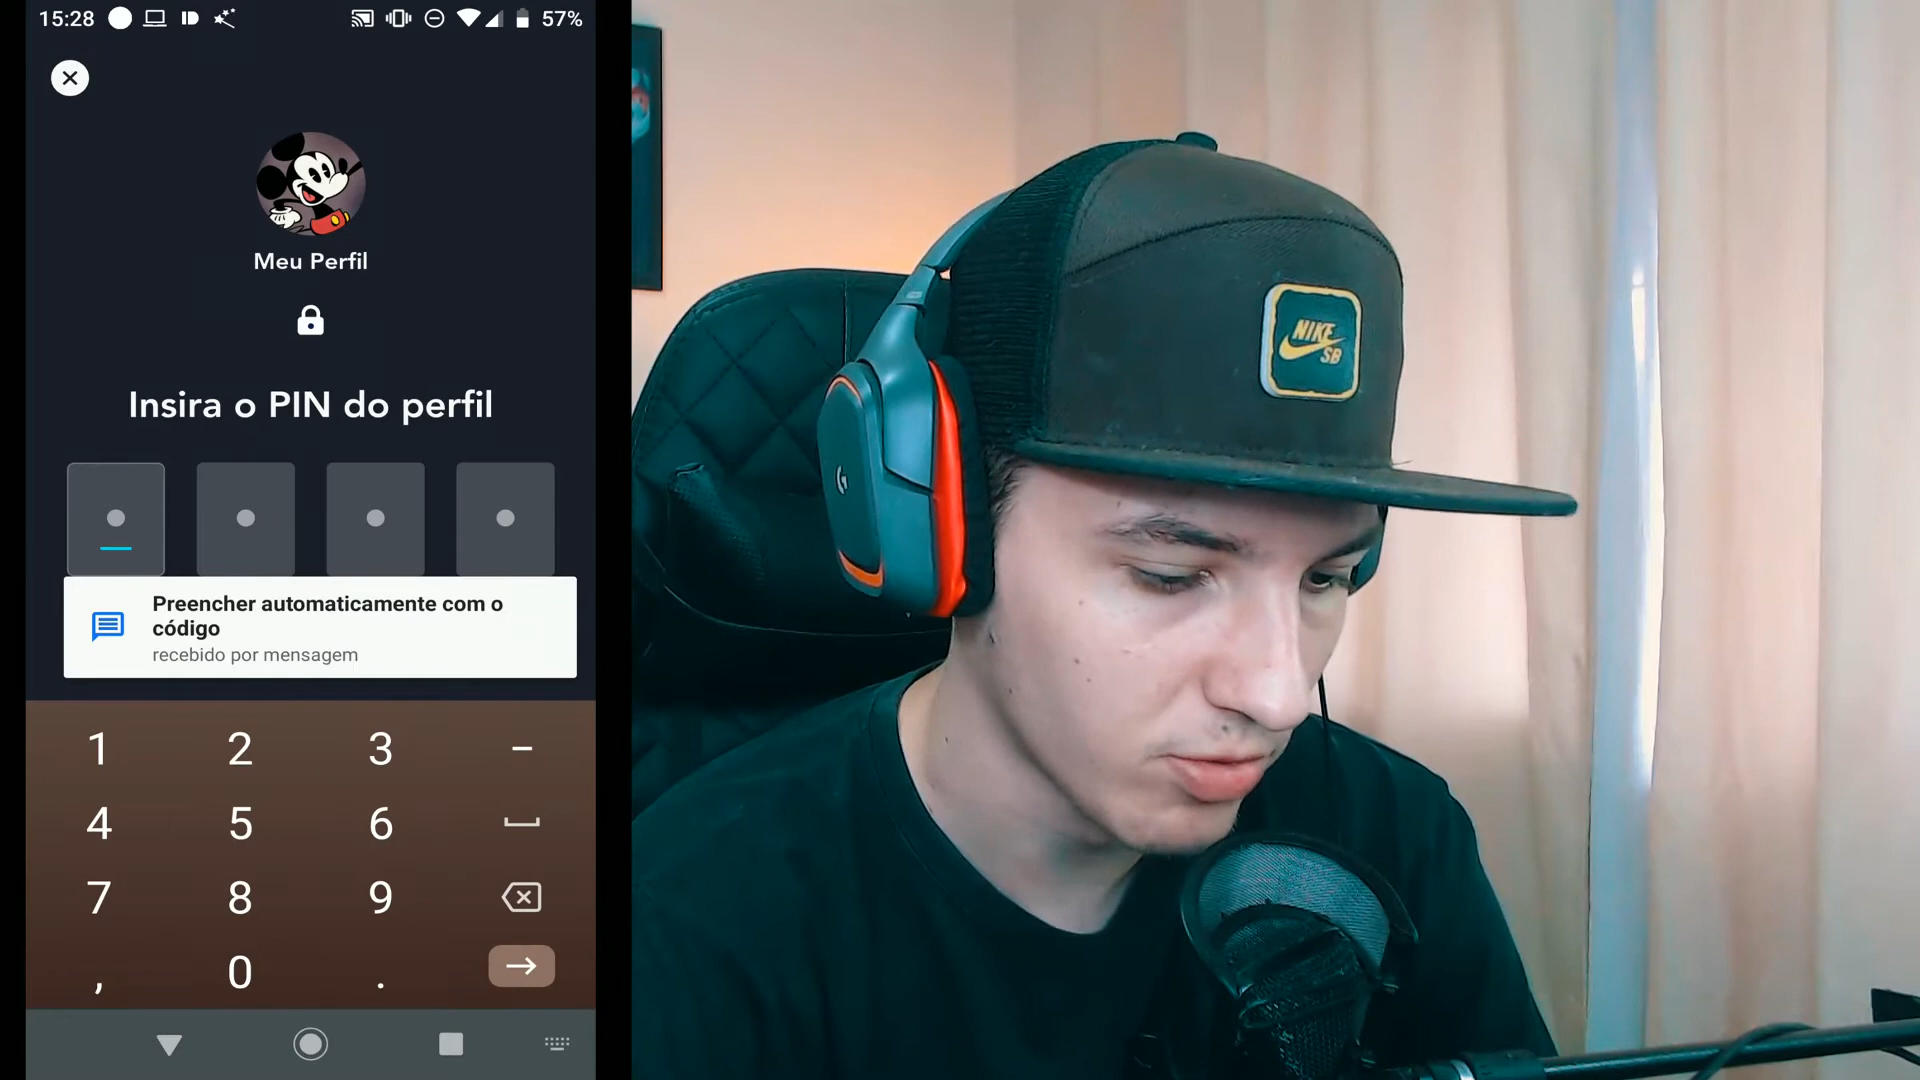 15:28
57%
Meu Perfil
Insira o PIN do perfil
Preencher automaticamente com o
código
recebido por mensagem
1 2 3 -
4 5 6
7 8 9
, 0 .
NIKE
SB